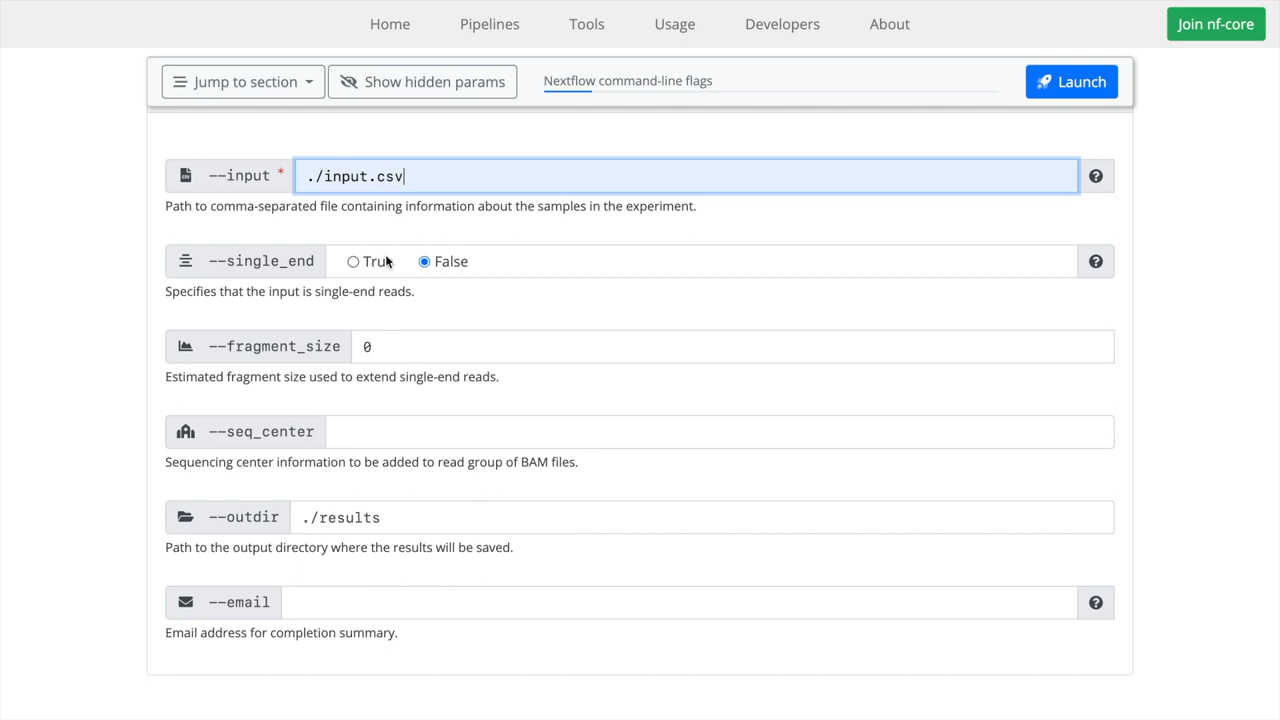 Home Pipelines Tools Usage Developers About Join nf-core
Jump to section Show hidden params Nextflow command-line flags Launch
--input * ./input.csv
Path to comma-separated file containing information about the samples in the experiment.
--single_end True False
Specifies that the input is single-end reads.
--fragment_size 0
Estimated fragment size used to extend single-end reads.
--seq_center
Sequencing center information to be added to read group of BAM files.
--outdir ./results
Path to the output directory where the results will be saved.
--email
Email address for completion summary.